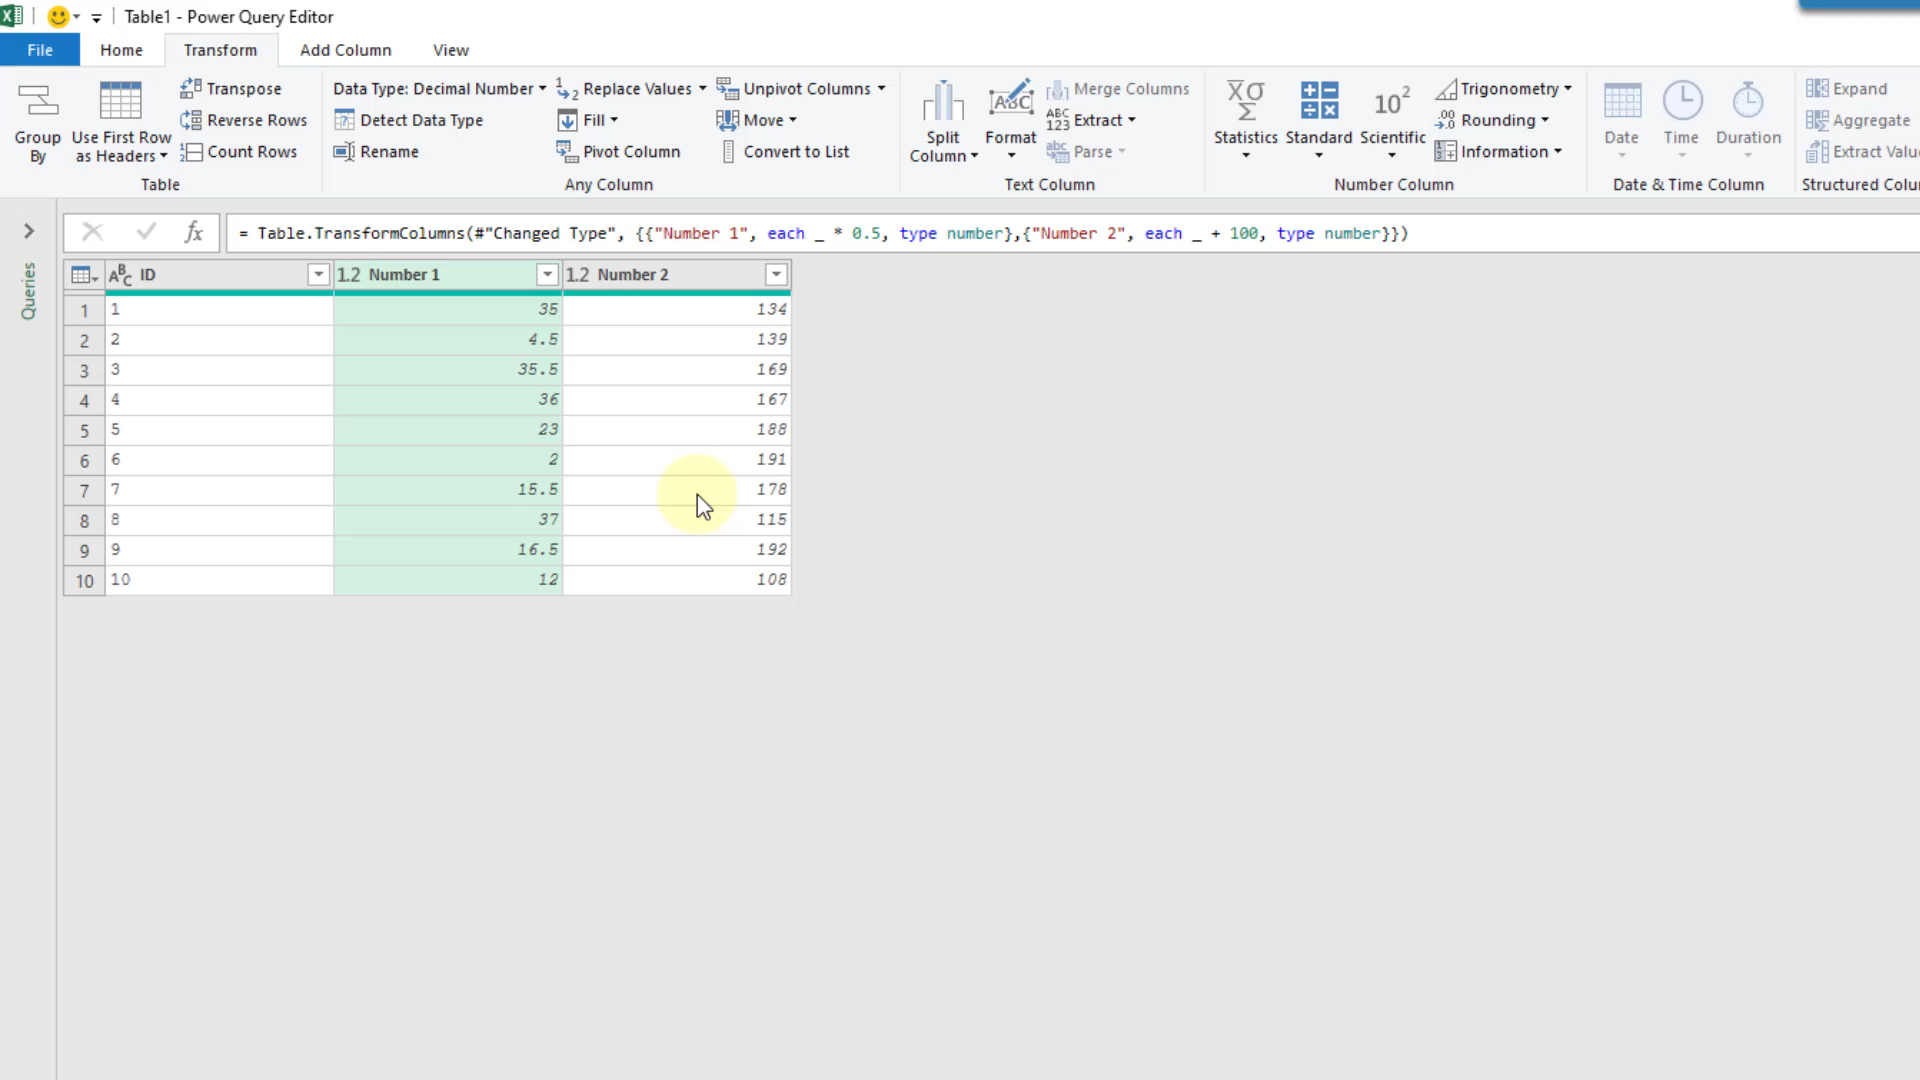 Table1 - Power Query Editor
File Home Transform Add Column View
Group By
Use First Row as Headers
Transpose
Reverse Rows
Count Rows
Table
Data Type: Decimal Number
Detect Data Type
Rename
Replace Values
Fill
Pivot Column
Unpivot Columns
Move
Convert to List
Any Column
Split Column
Format
Merge Columns
Extract
Parse
Text Column
Statistics
Standard
Scientific
Trigonometry
Rounding
Information
Number Column
Date
Time
Duration
Date & Time Column
Expand
Aggregate
Extract Valu
Structured Colu
Queries
fx
= Table.TransformColumns(#"Changed Type", {{"Number 1", each _ * 0.5, type number},{"Number 2", each _ + 100, type number}})
ABC ID 1.2 Number 1 1.2 Number 2
1 1 35 134
2 2 4.5 139
3 3 35.5 169
4 4 36 167
5 5 23 188
6 6 2 191
7 7 15.5 178
8 8 37 115
9 9 16.5 192
10 10 12 108